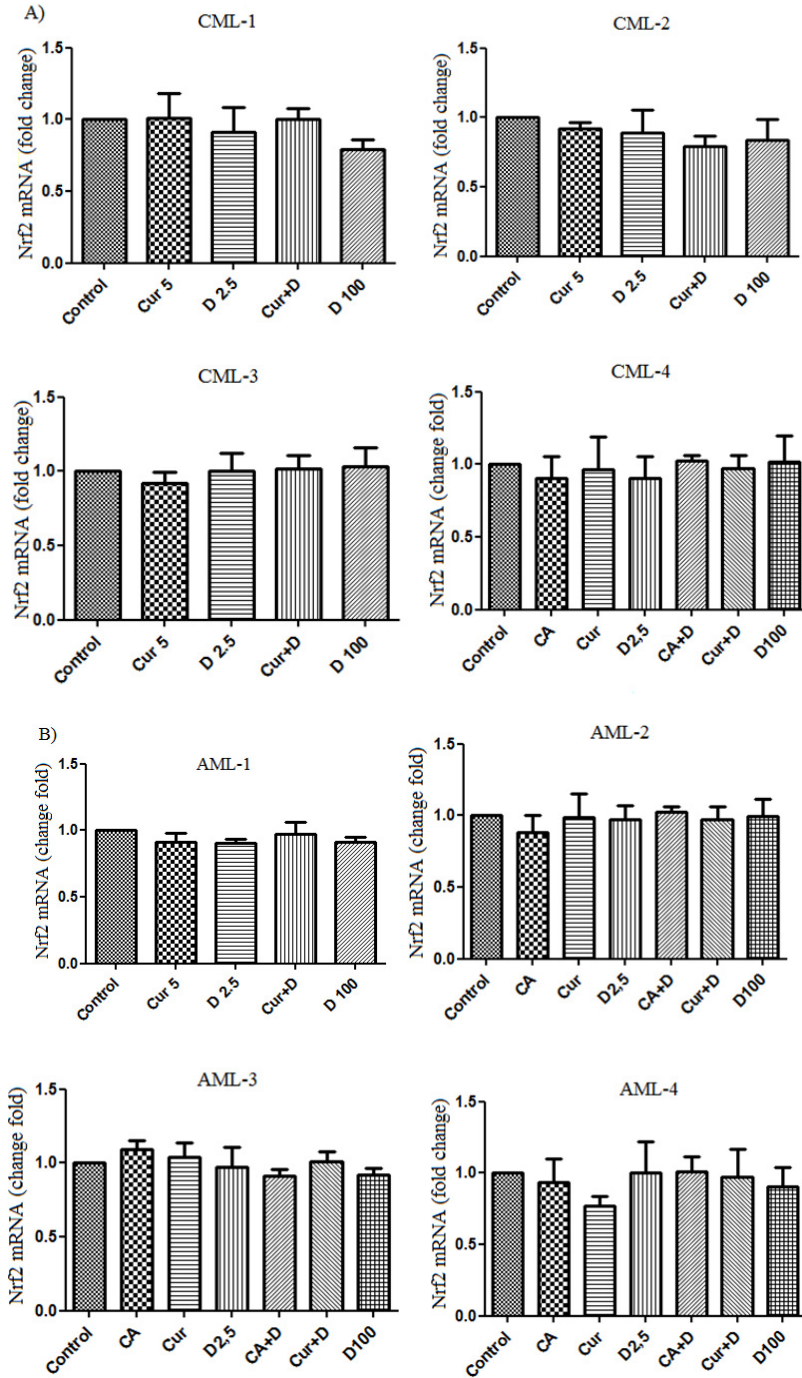 A)
CML-1
Nrf2 mRNA (fold change)
1.5
1.0
0.5
0.0
Control
Cur 5
D 2.5
Cur+D
D 100
CML-2
Nrf2 mRNA (fold change)
1.5
1.0
0.5
0.0
Control
Cur 5
D 2.5
Cur+D
D 100
CML-3
Nrf2 mRNA (fold change)
1.5
1.0
0.5
0.0
Control
Cur 5
D 2.5
Cur+D
D 100
CML-4
Nrf2 mRNA (change fold)
1.5
1.0
0.5
0.0
Control
CA
Cur
D2,5
CA+D
Cur+D
D100
B)
AML-1
Nrf2 mRNA (change fold)
1.5
1.0
0.5
0.0
Control
Cur 5
D 2.5
Cur+D
D 100
AML-2
Nrf2 mRNA (change fold)
1.5
1.0
0.5
0.0
Control
CA
Cur
D2,5
CA+D
Cur+D
D100
AML-3
Nrf2 mRNA (change fold)
1.5
1.0
0.5
0.0
Control
CA
Cur
D2,5
CA+D
Cur+D
D100
AML-4
Nrf2 mRNA (fold change)
1.5
1.0
0.5
0.0
Control
CA
Cur
D2,5
CA+D
Cur+D
D100